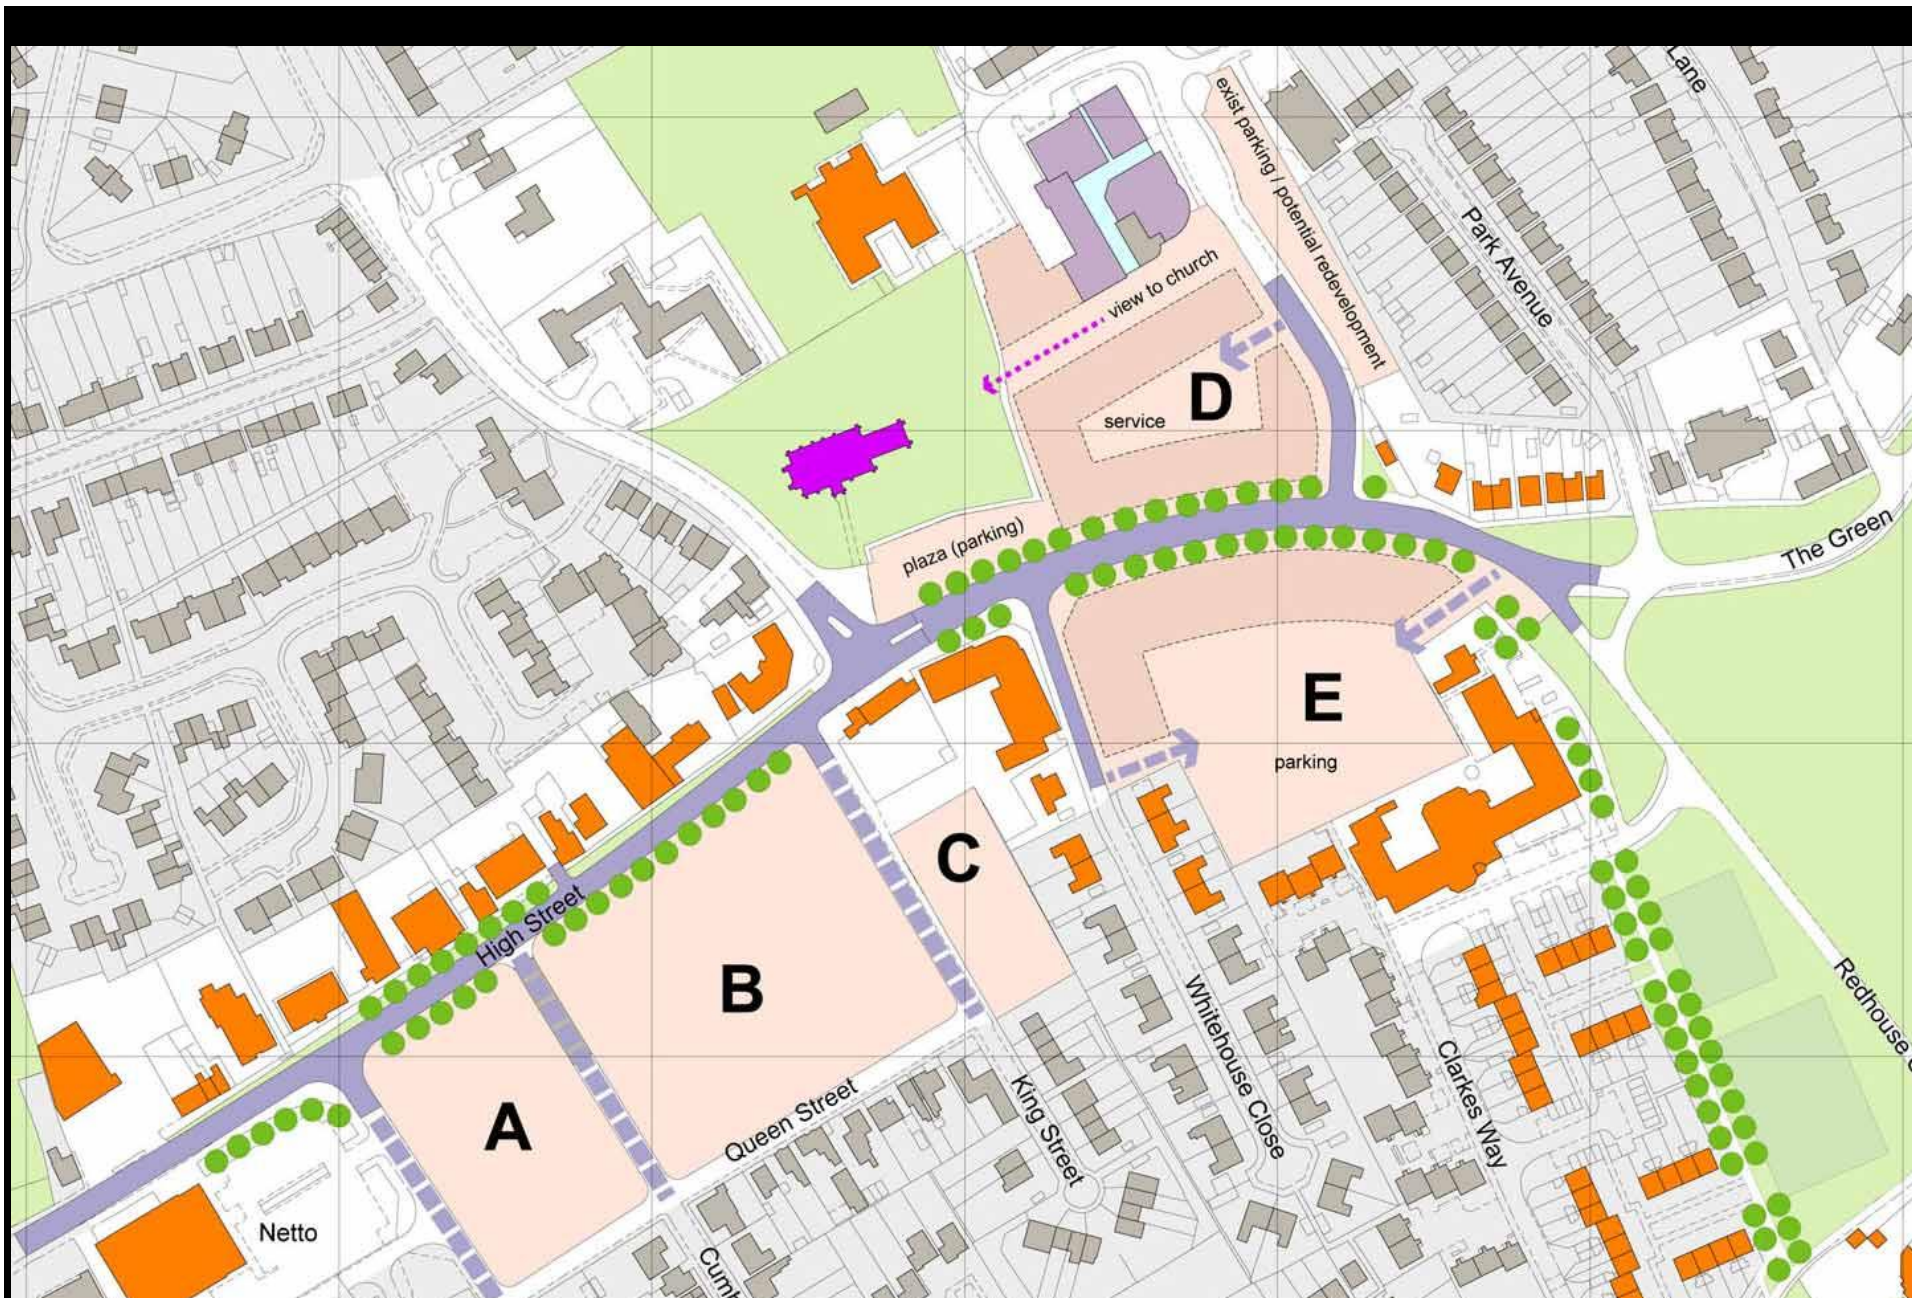 Lane
exist parking / potential redevelopment
Park Avenue
view to church
D
service
The Green
plaza (parking)
E
parking
C
High Street
B
Whitehouse Close
Redhouse
Clarkes Way
King Street
Queen Street
A
Netto